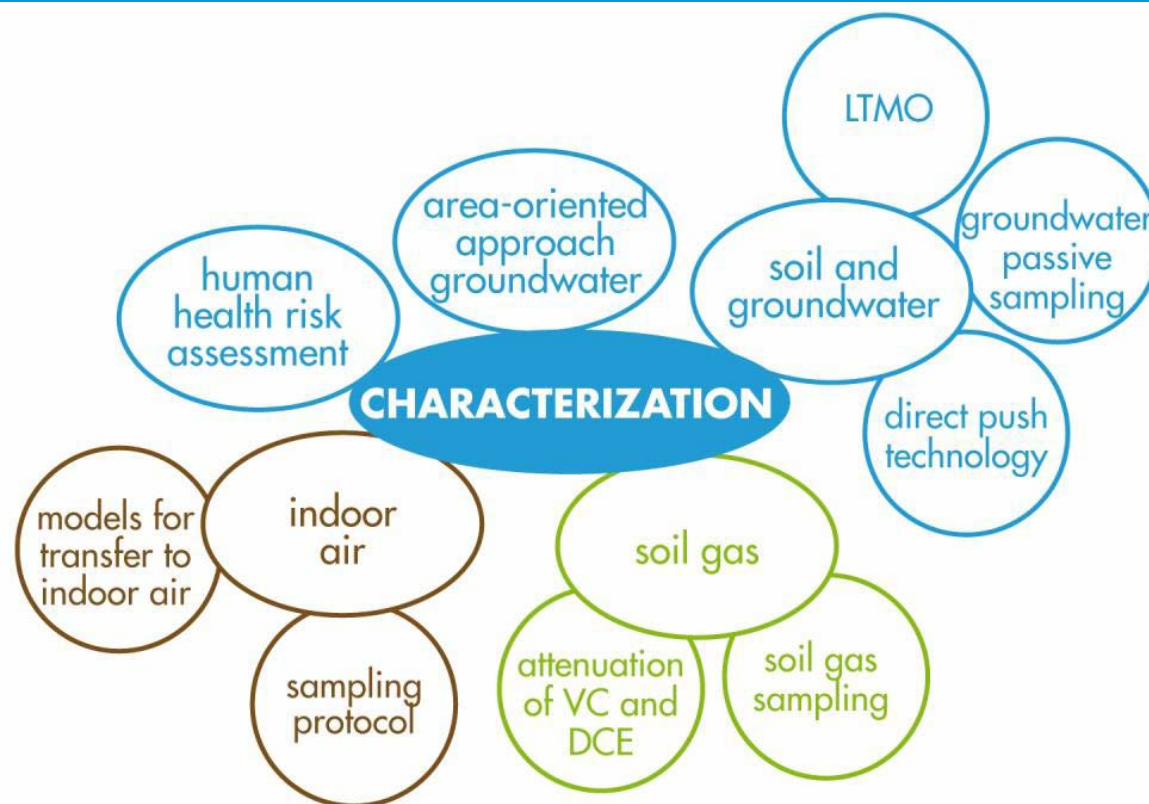 LTMO
groundwater
passive
sampling
area-oriented
approach
groundwater
soil and
groundwater
human
health risk
assessment
CHARACTERIZATION
direct push
technology
models for
transfer to
indoor air
indoor
air
soil gas
sampling
protocol
attenuation
of VC and
DCE
soil gas
sampling